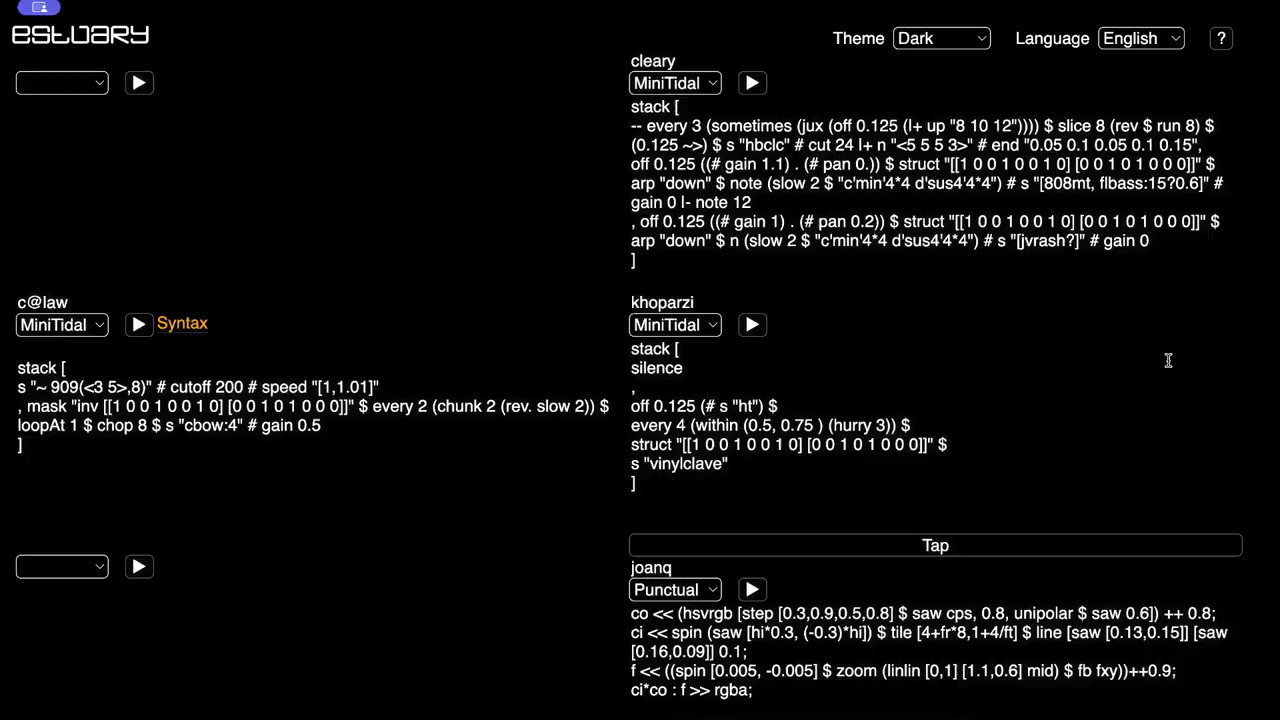 estuary
Theme Dark Language English ?
cleary
MiniTidal
stack [
-- every 3 (sometimes (jux (off 0.125 (|+ up "8 10 12")))) $ slice 8 (rev $ run 8) $
(0.125 ~>) $ s "hbclc" # cut 24 |+ n "<5 5 5 3>" # end "0.05 0.1 0.05 0.1 0.15",
off 0.125 ((# gain 1.1) . (# pan 0.)) $ struct "[[1 0 0 1 0 0 1 0] [0 0 1 0 1 0 0 0]]" $
arp "down" $ note (slow 2 $ "c'min'4*4 d'sus4'4*4") # s "[808mt, flbass:15?0.6]" #
gain 0 |- note 12
, off 0.125 ((# gain 1) . (# pan 0.2)) $ struct "[[1 0 0 1 0 0 1 0] [0 0 1 0 1 0 0 0]]" $
arp "down" $ n (slow 2 $ "c'min'4*4 d'sus4'4*4") # s "[jvrash?]" # gain 0
]
c@law
MiniTidal Syntax
stack [
s "~ 909(<3 5>,8)" # cutoff 200 # speed "[1,1.01]"
, mask "inv [[1 0 0 1 0 0 1 0] [0 0 1 0 1 0 0 0]]" $ every 2 (chunk 2 (rev. slow 2)) $
loopAt 1 $ chop 8 $ s "cbow:4" # gain 0.5
]
khoparzi
MiniTidal
stack [
silence
,
off 0.125 (# s "ht") $
every 4 (within (0.5, 0.75 ) (hurry 3)) $
struct "[[1 0 0 1 0 0 1 0] [0 0 1 0 1 0 0 0]]" $
s "vinylclave"
]
Tap
joanq
Punctual
co << (hsvrgb [step [0.3,0.9,0.5,0.8] $ saw cps, 0.8, unipolar $ saw 0.6]) ++ 0.8;
ci << spin (saw [hi*0.3, (-0.3)*hi]) $ tile [4+fr*8,1+4/ft] $ line [saw [0.13,0.15]] [saw
[0.16,0.09]] 0.1;
f << ((spin [0.005, -0.005] $ zoom (linlin [0,1] [1.1,0.6] mid) $ fb fxy))++0.9;
ci*co : f >> rgba;